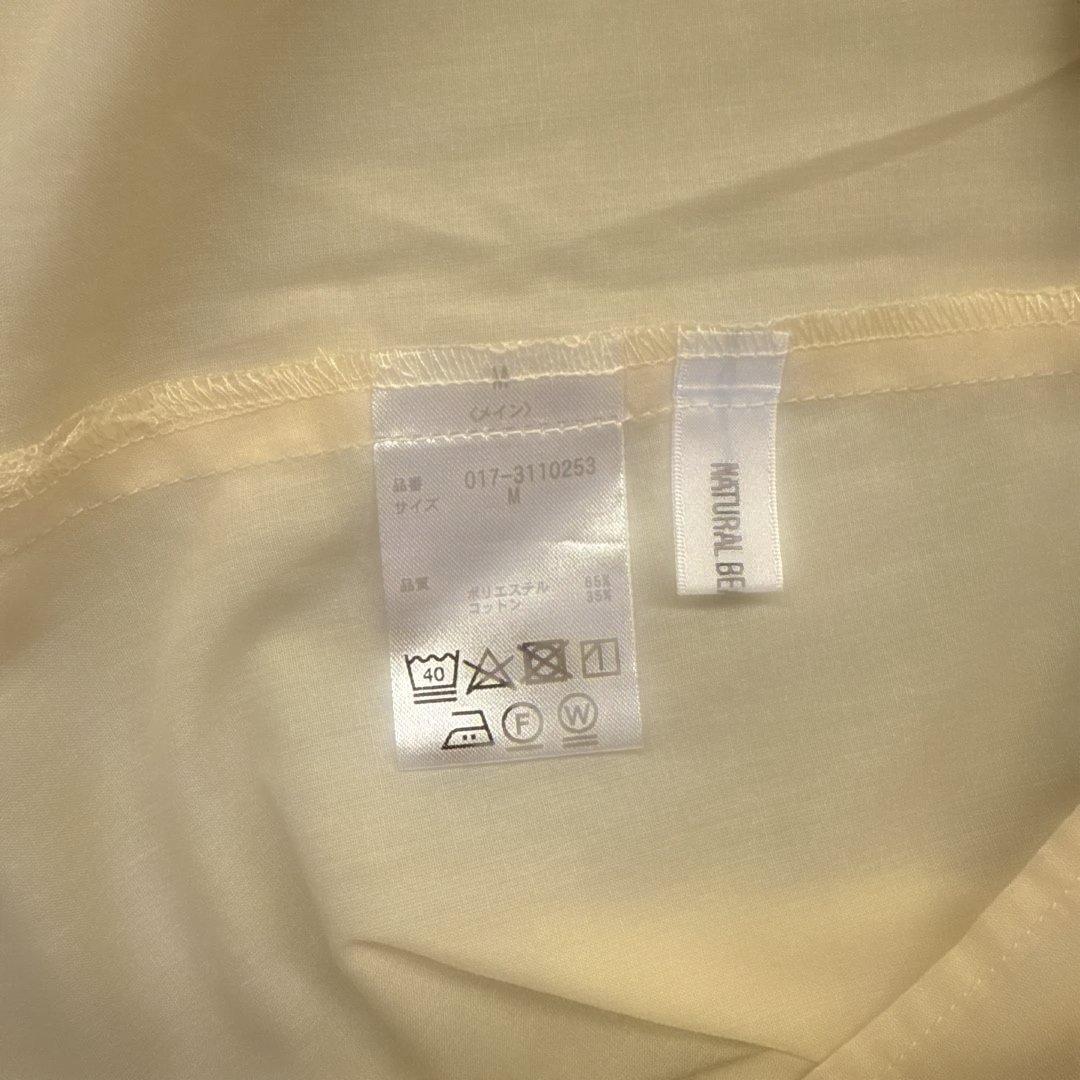 M
〈メイン〉
品番 017-3110253
サイズ M
品質 ポリエステル 65%
コットン 35%
40
F W
NATURAL BE